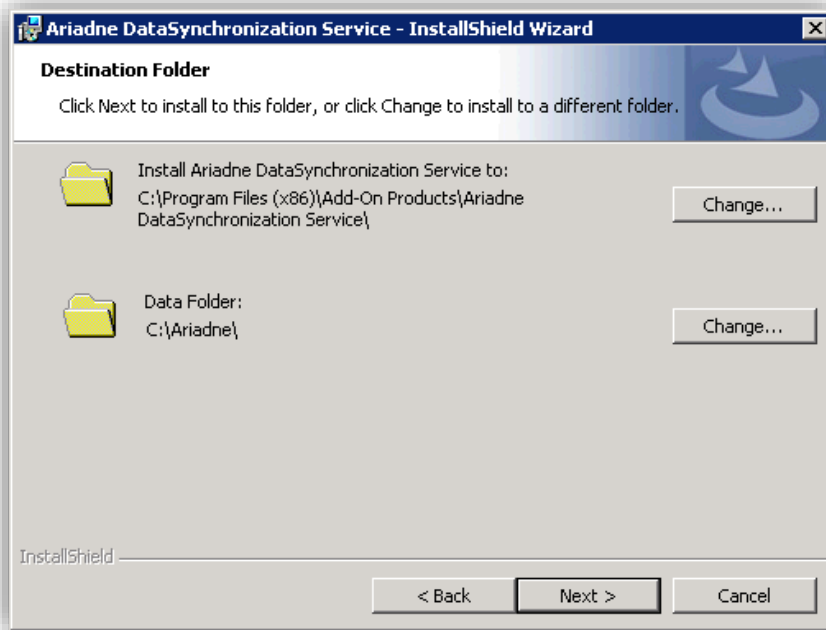 Ariadne DataSynchronization Service - InstallShield Wizard
Destination Folder
Click Next to install to this folder, or click Change to install to a different folder.
Install Ariadne DataSynchronization Service to:
C:\Program Files (x86)\Add-On Products\Ariadne
DataSynchronization Service\
Change...
Data Folder:
C:\Ariadne\
Change...
InstallShield
< Back
Next >
Cancel